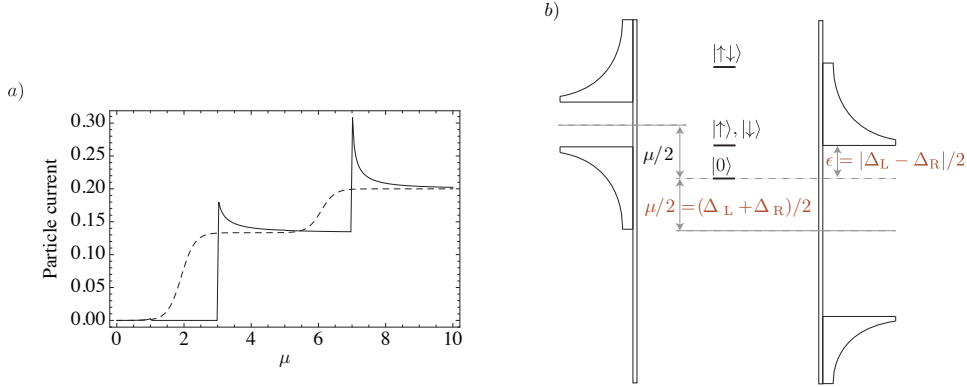 a)
Particle current
0.30
0.25
0.20
0.15
0.10
0.05
0.00
0 2 4 6 8 10
μ
b)
|↑↓⟩
|↑⟩, |↓⟩
μ/2
|0⟩
ϵ = |Δ_L − Δ_R|/2
μ/2 =(Δ_L +Δ_R)/2